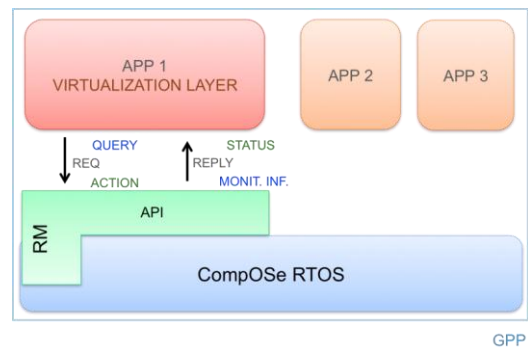 APP 1
VIRTUALIZATION LAYER
APP 2
APP 3
QUERY
STATUS
REQ
REPLY
ACTION
MONIT. INF.
API
RM
CompOSe RTOS
GPP